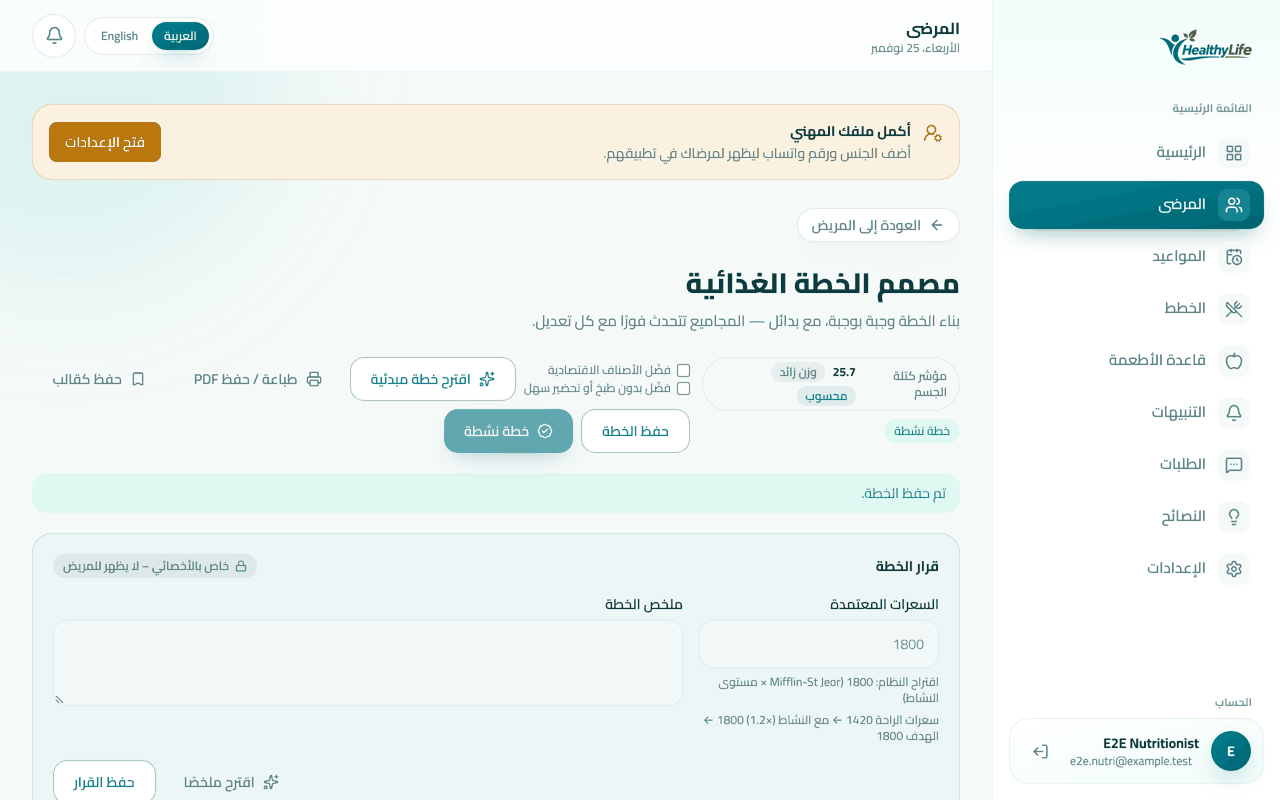 HealthyLife
القائمة الرئيسية
الرئيسية
المرضى
المواعيد
الخطط
قاعدة الأطعمة
التنبيهات
الطلبات
النصائح
الإعدادات
الحساب
E
E2E Nutritionist
e2e.nutri@example.test
المرضى
الأربعاء، 25 نوفمبر
العربية
English
أكمل ملفك المهني
أضف الجنس ورقم واتساب ليظهر لمرضاك في تطبيقهم.
فتح الإعدادات
العودة إلى المريض
مصمم الخطة الغذائية
بناء الخطة وجبة بوجبة، مع بدائل — المجاميع تتحدث فورًا مع كل تعديل.
مؤشر كتلة
الجسم
25.7
وزن زائد
محسوب
فضّل الأصناف الاقتصادية
فضّل بدون طبخ أو تحضير سهل
اقترح خطة مبدئية
طباعة / حفظ PDF
حفظ كقالب
خطة نشطة
حفظ الخطة
خطة نشطة
تم حفظ الخطة.
قرار الخطة
خاص بالأخصائي – لا يظهر للمريض
السعرات المعتمدة
1800
اقتراح النظام: 1800 (Mifflin-St Jeor × مستوى
النشاط)
سعرات الراحة 1420 ← مع النشاط (×1.2) 1800 ←
الهدف 1800
ملخص الخطة
اقترح ملخصًا
حفظ القرار